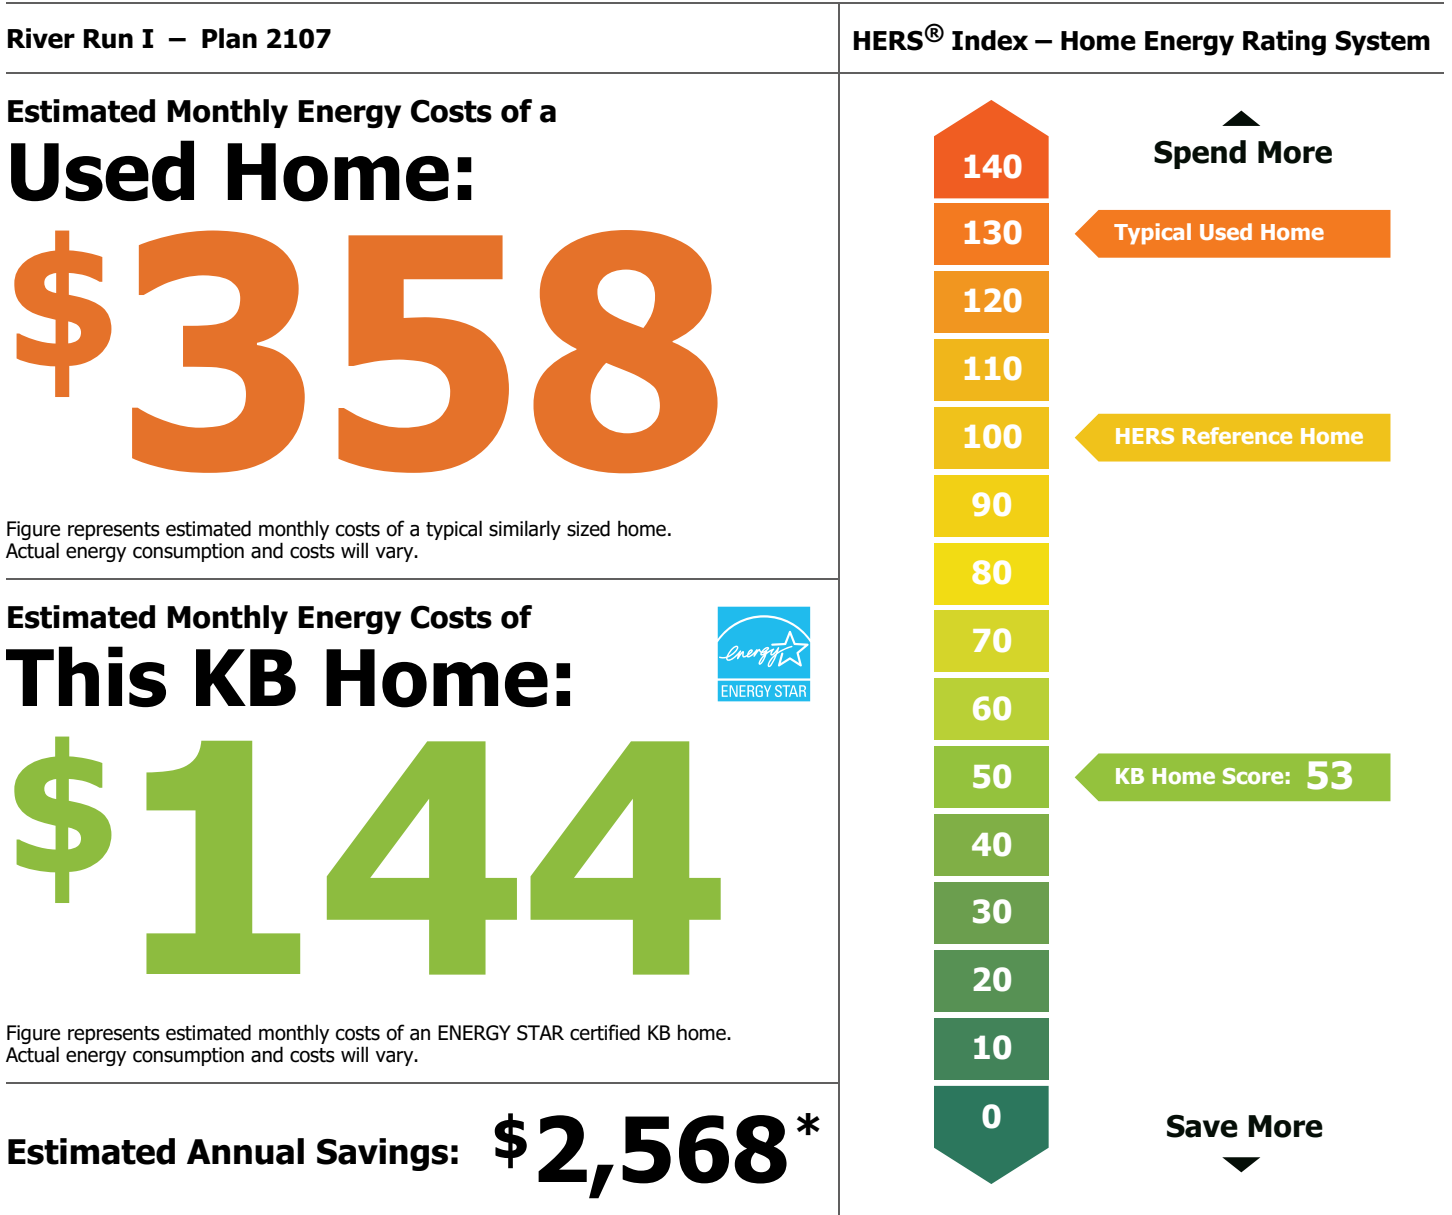 River Run I – Plan 2107
Estimated Monthly Energy Costs of a
Used Home:
$358
Figure represents estimated monthly costs of a typical similarly sized home.
Actual energy consumption and costs will vary.
Estimated Monthly Energy Costs of
This KB Home:
energy
ENERGY STAR
$144
Figure represents estimated monthly costs of an ENERGY STAR certified KB home.
Actual energy consumption and costs will vary.
Estimated Annual Savings: $2,568*
HERS® Index – Home Energy Rating System
Spend More
140
130 Typical Used Home
120
110
100 HERS Reference Home
90
80
70
60
50 KB Home Score: 53
40
30
20
10
0
Save More